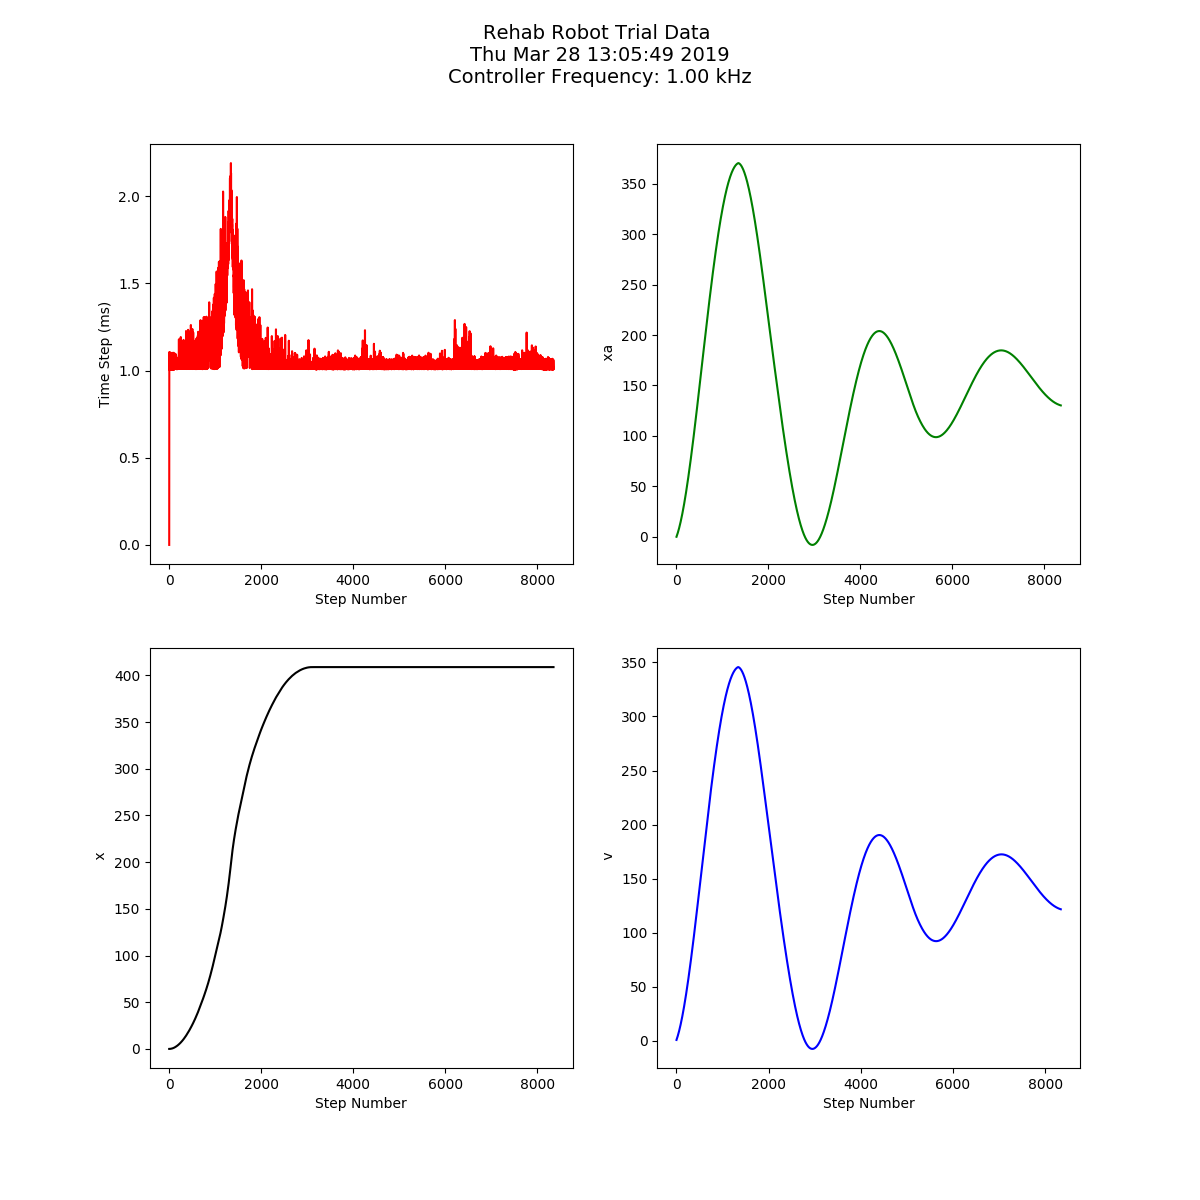 Rehab Robot Trial Data
Thu Mar 28 13:05:49 2019
Controller Frequency: 1.00 kHz
Time Step (ms)
2.0
1.5
1.0
0.5
0.0
0 2000 4000 6000 8000
Step Number
xa
350
300
250
200
150
100
50
0
0 2000 4000 6000 8000
Step Number
x
400
350
300
250
200
150
100
50
0
0 2000 4000 6000 8000
Step Number
v
350
300
250
200
150
100
50
0
0 2000 4000 6000 8000
Step Number